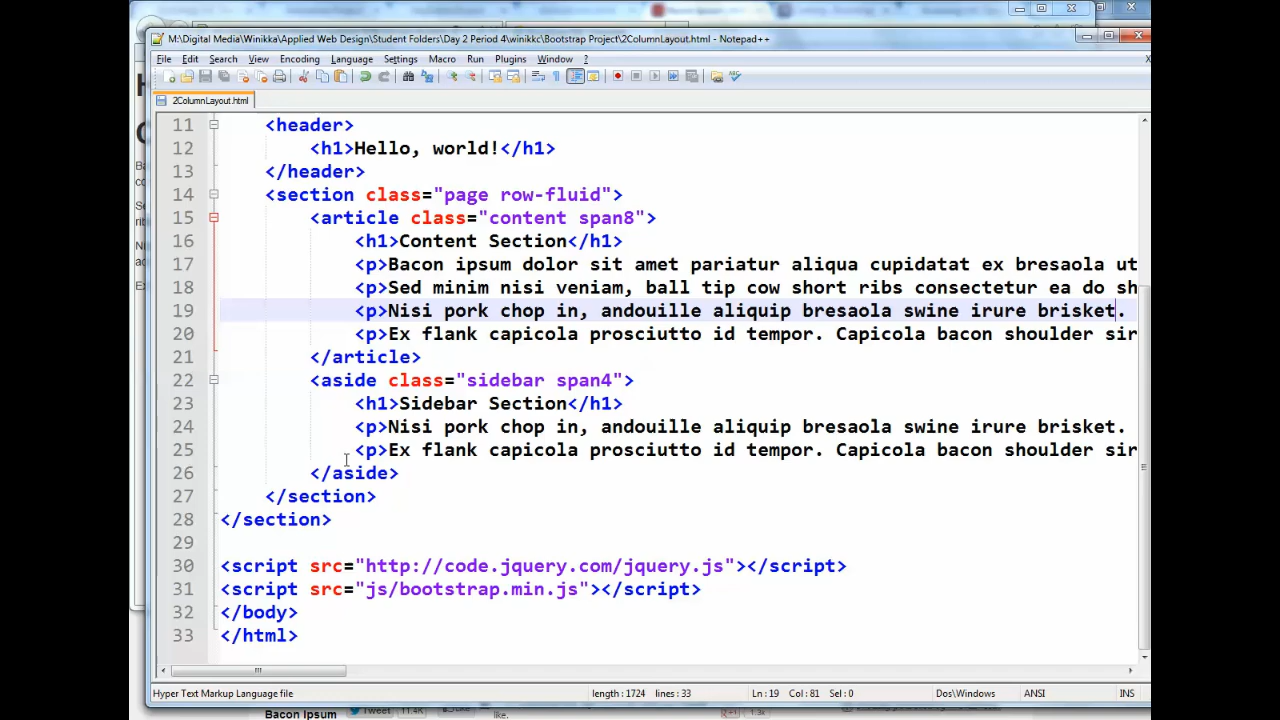 M:\Digital Media\Winikka\Applied Web Design\Student Folders\Day 2 Period 4\winikkc\Bootstrap Project\2ColumnLayout.html - Notepad++
File Edit Search View Encoding Language Settings Macro Run Plugins Window ? X
2ColumnLayout.html
11 <header>
12 <h1>Hello, world!</h1>
13 </header>
14 <section class="page row-fluid">
15 <article class="content span8">
16 <h1>Content Section</h1>
17 <p>Bacon ipsum dolor sit amet pariatur aliqua cupidatat ex bresaola ut
18 <p>Sed minim nisi veniam, ball tip cow short ribs consectetur ea do sh
19 <p>Nisi pork chop in, andouille aliquip bresaola swine irure brisket.
20 <p>Ex flank capicola prosciutto id tempor. Capicola bacon shoulder sir
21 </article>
22 <aside class="sidebar span4">
23 <h1>Sidebar Section</h1>
24 <p>Nisi pork chop in, andouille aliquip bresaola swine irure brisket.
25 <p>Ex flank capicola prosciutto id tempor. Capicola bacon shoulder sir
26 </aside>
27 </section>
28 </section>
29
30 <script src="http://code.jquery.com/jquery.js"></script>
31 <script src="js/bootstrap.min.js"></script>
32 </body>
33 </html>
Hyper Text Markup Language file length : 1724 lines : 33 Ln : 19 Col : 81 Sel : 0 Dos\Windows ANSI INS
Bacon Ipsum Tweet 11.4K Like like. 1.3k